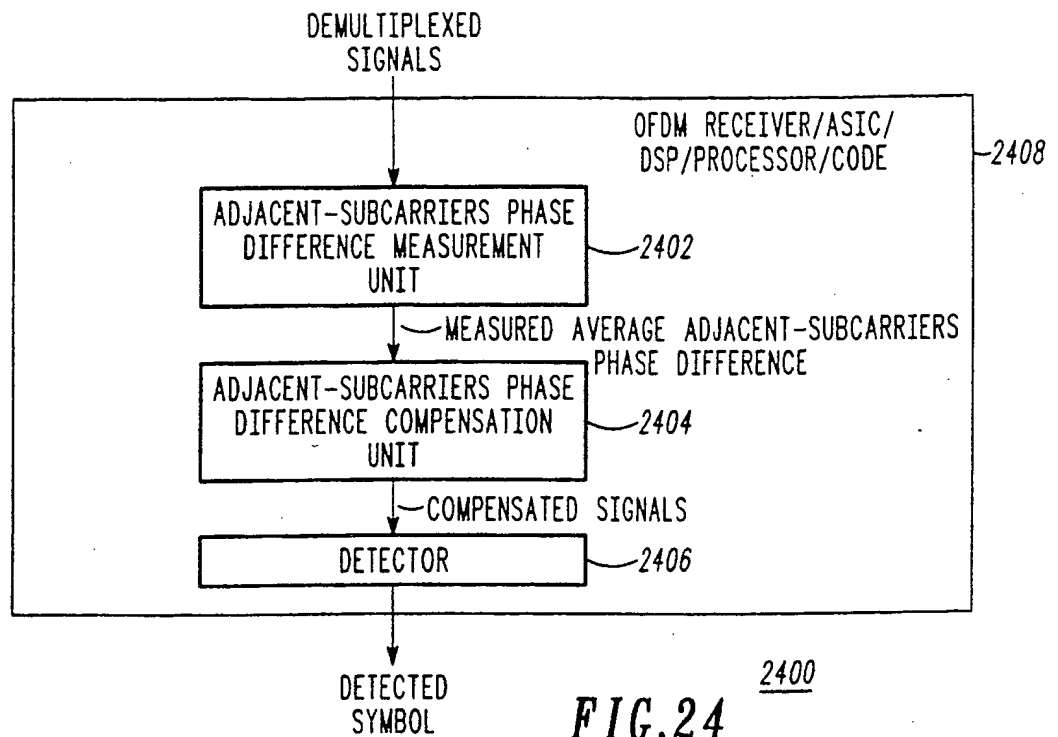 DEMULTIPLEXED
SIGNALS
OFDM RECEIVER/ASIC/
DSP/PROCESSOR/CODE
2408
ADJACENT-SUBCARRIERS PHASE
DIFFERENCE MEASUREMENT
UNIT
2402
MEASURED AVERAGE ADJACENT-SUBCARRIERS
PHASE DIFFERENCE
ADJACENT-SUBCARRIERS PHASE
DIFFERENCE COMPENSATION
UNIT
2404
COMPENSATED SIGNALS
DETECTOR
2406
DETECTED
SYMBOL
2400
FIG.24